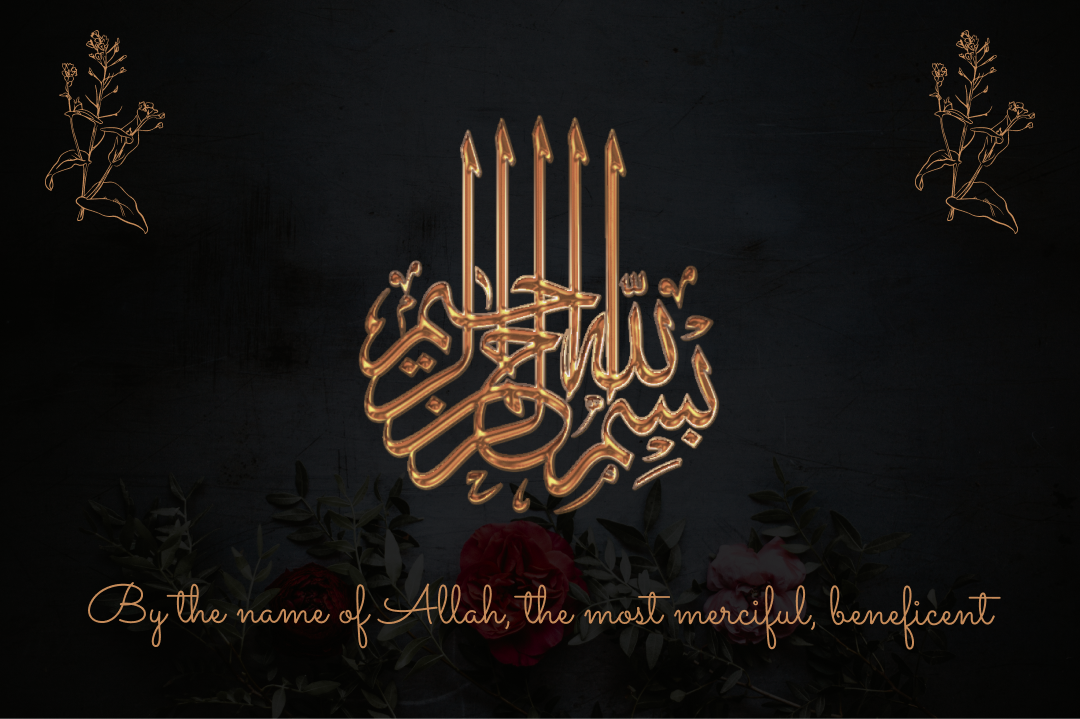 بسم الله الرحمن الرحيم
By the name of Allah, the most merciful, beneficent